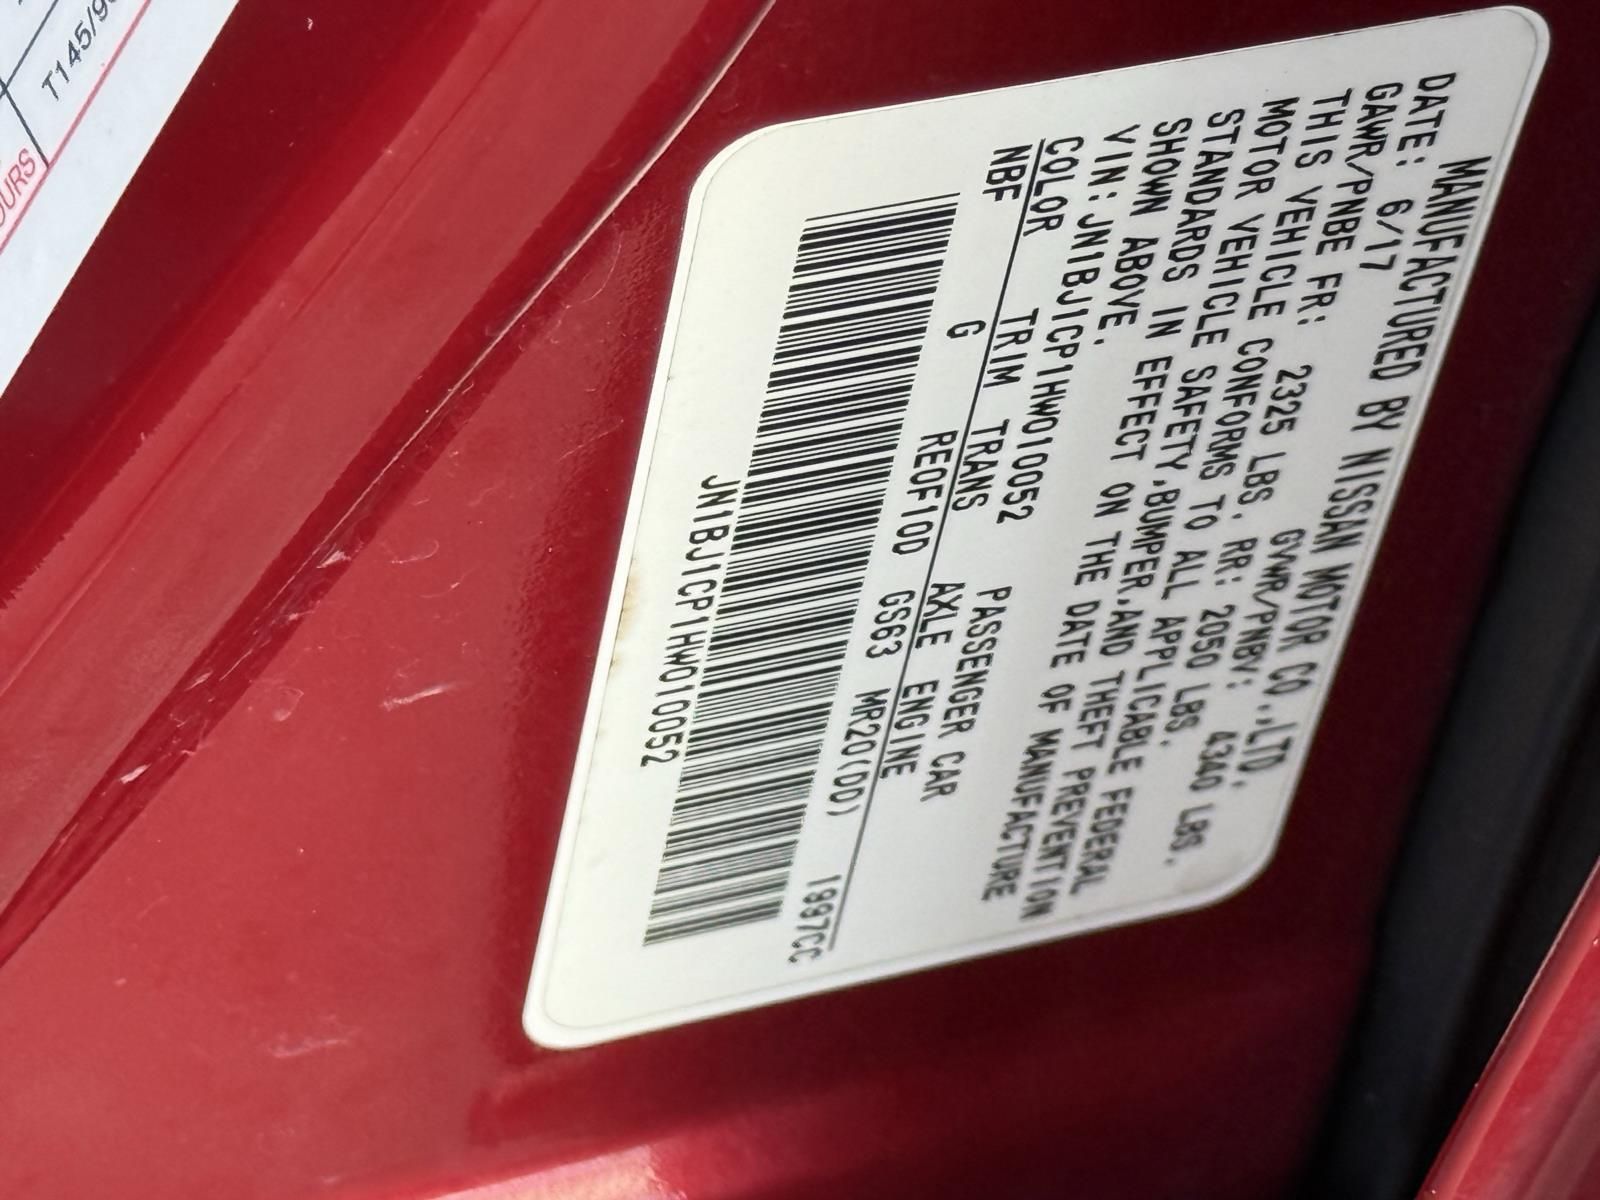 MANUFACTURED BY NISSAN MOTOR CO.,LTD.
DATE: 6/17 GVWR/PNBV: 4340 LBS.
GAWR/PNBE FR: 2325 LBS. RR: 2050 LBS.
THIS VEHICLE CONFORMS TO ALL APPLICABLE FEDERAL
MOTOR VEHICLE SAFETY,BUMPER,AND THEFT PREVENTION
STANDARDS IN EFFECT ON THE DATE OF MANUFACTURE
SHOWN ABOVE.
VIN:JN1BJ1CP1HW010052 PASSENGER CAR
COLOR TRIM TRANS AXLE ENGINE
NBF G RE0F10D GS63 MR20(DD) 1997CC
JN1BJ1CP1HW010052
T145/9
OURS